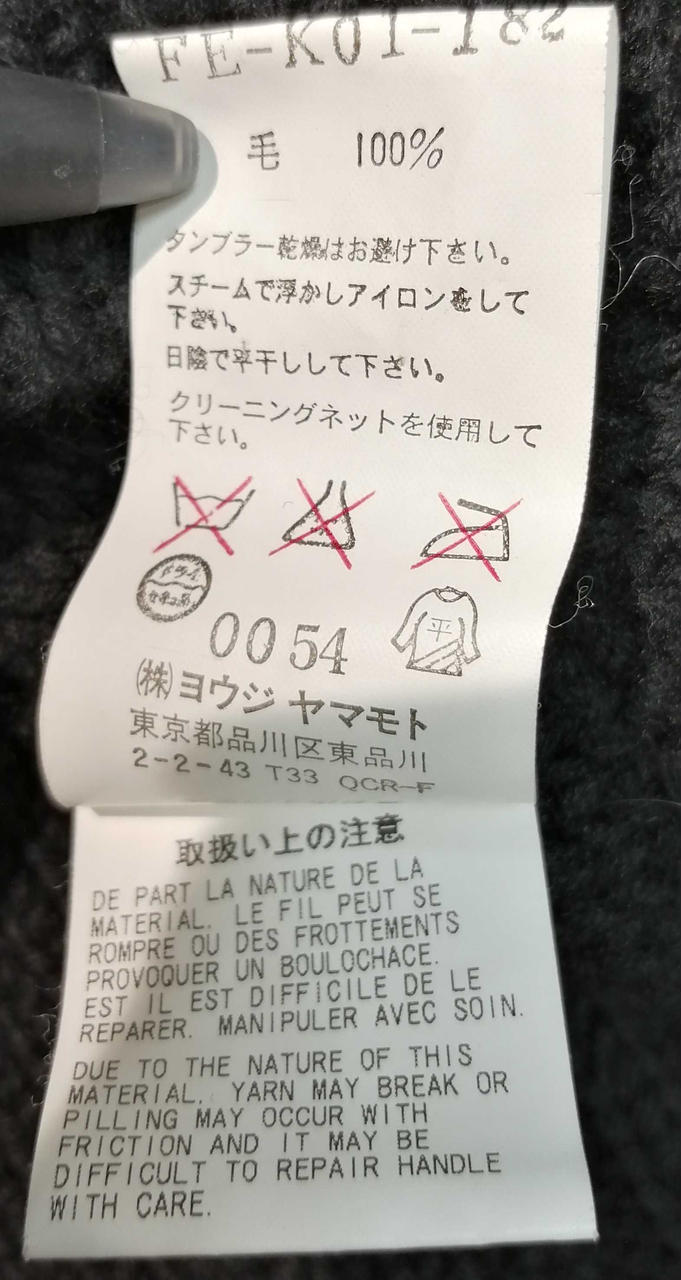 FE-K01-182
毛 100%
タンブラー乾燥はお避け下さい。
スチームで浮かしアイロンをして
下さい。
日陰で平干しして下さい。
クリーニングネットを使用して
下さい。
ドライ
平
0054
(株)ヨウジ ヤマモト
東京都品川区東品川
2-2-43 T33 QCR-F
取扱い上の注意
DE PART LA NATURE DE LA
MATERIAL. LE FIL PEUT SE
ROMPRE OU DES FROTTEMENTS
PROVOQUER UN BOULOCHACE.
EST IL EST DIFFICILE DE LE
REPARER. MANIPULER AVEC SOIN.
DUE TO THE NATURE OF THIS
MATERIAL. YARN MAY BREAK OR
PILLING MAY OCCUR WITH
FRICTION AND IT MAY BE
DIFFICULT TO REPAIR HANDLE
WITH CARE.